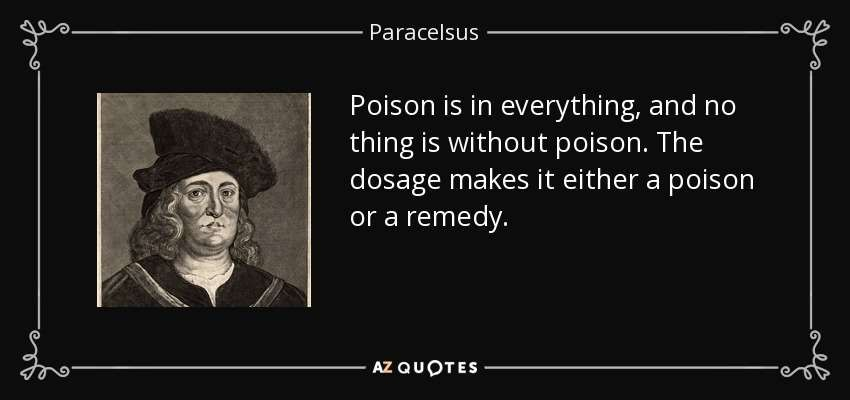 Paracelsus
Poison is in everything, and no
thing is without poison. The
dosage makes it either a poison
or a remedy.
AZ QUOTES